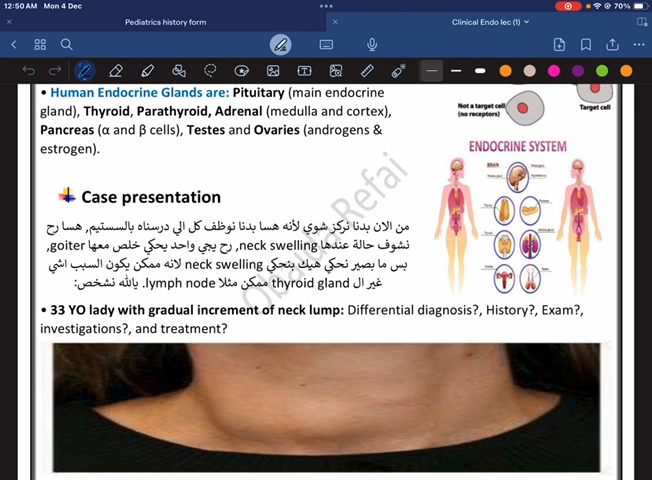 12:50 AM Mon 4 Dec
70%
Pediatrics history form
Clinical Endo lec (1)
• Human Endocrine Glands are: Pituitary (main endocrine
gland), Thyroid, Parathyroid, Adrenal (medulla and cortex),
Pancreas (α and β cells), Testes and Ovaries (androgens &
estrogen).
Not a target cell
(no receptors)
Target cell
ENDOCRINE SYSTEM
BRAIN
Case presentation
من الان بدنا نركز شوي لأنه هسا بدنا نوظف كل الي درسناه بالسستيم, هسا رح
نشوف حالة عندها neck swelling, رح يجي واحد يحكي خلص معها goiter,
بس ما بصير نحكي هيك بنحكي neck swelling لانه ممكن يكون السبب اشي
غير ال thyroid gland ممكن مثلا lymph node. يالله نشخص:
• 33 YO lady with gradual increment of neck lump: Differential diagnosis?, History?, Exam?,
investigations?, and treatment?
Obaida Refai